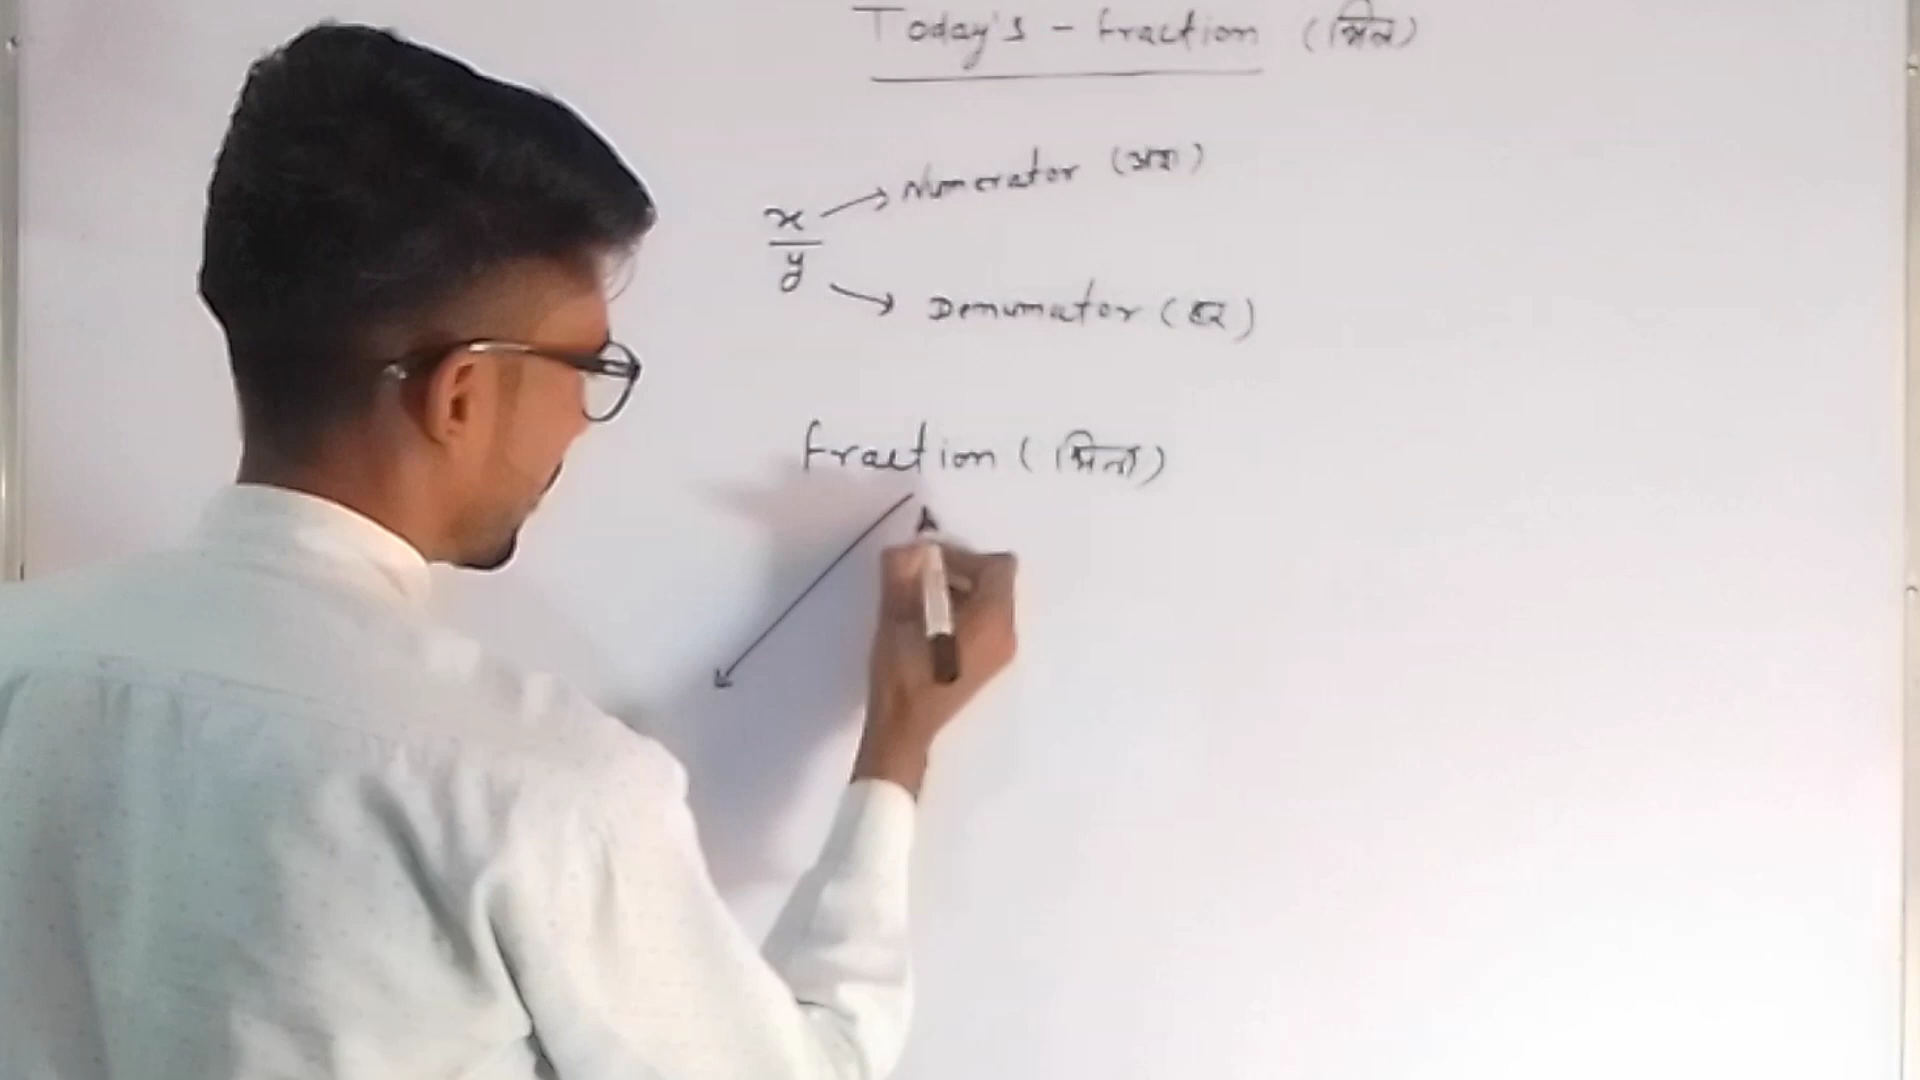 Today's - fraction (भिन्न)
x → Numerator (अंश)
y → Denumator (हर)
fraction (भिन्न)